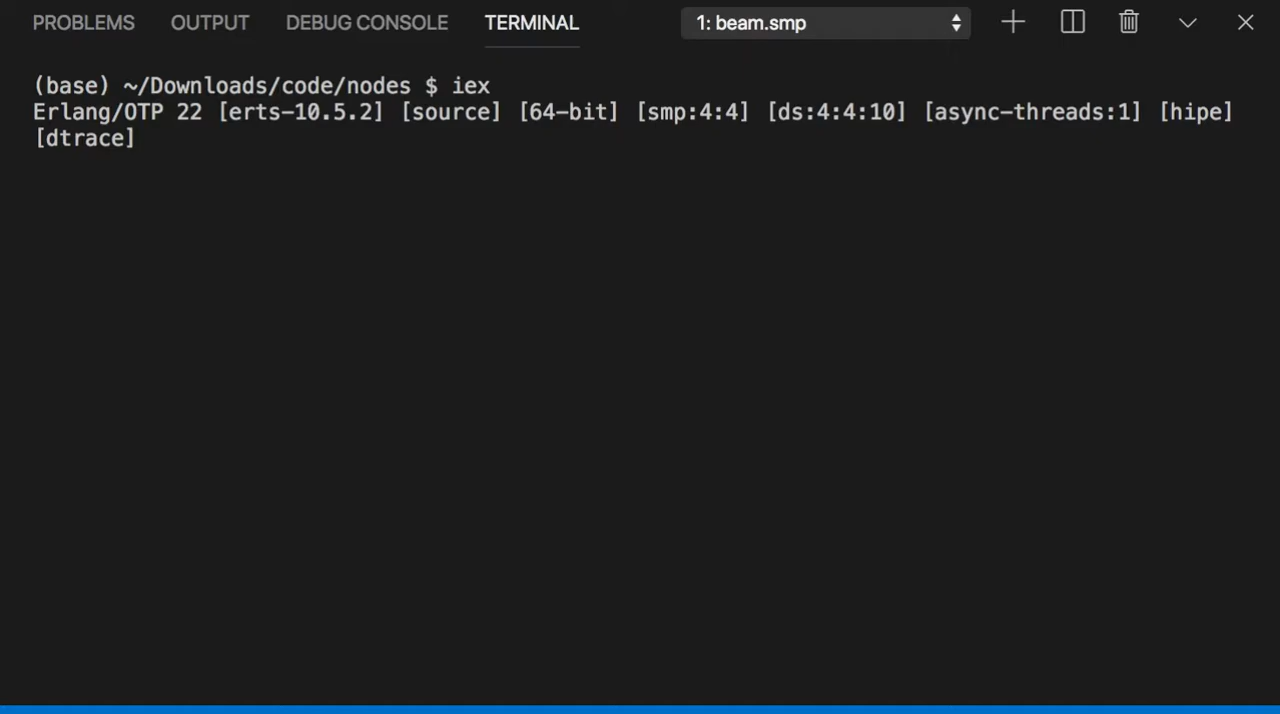 PROBLEMS OUTPUT DEBUG CONSOLE TERMINAL 1: beam.smp
(base) ~/Downloads/code/nodes $ iex
Erlang/OTP 22 [erts-10.5.2] [source] [64-bit] [smp:4:4] [ds:4:4:10] [async-threads:1] [hipe]
[dtrace]